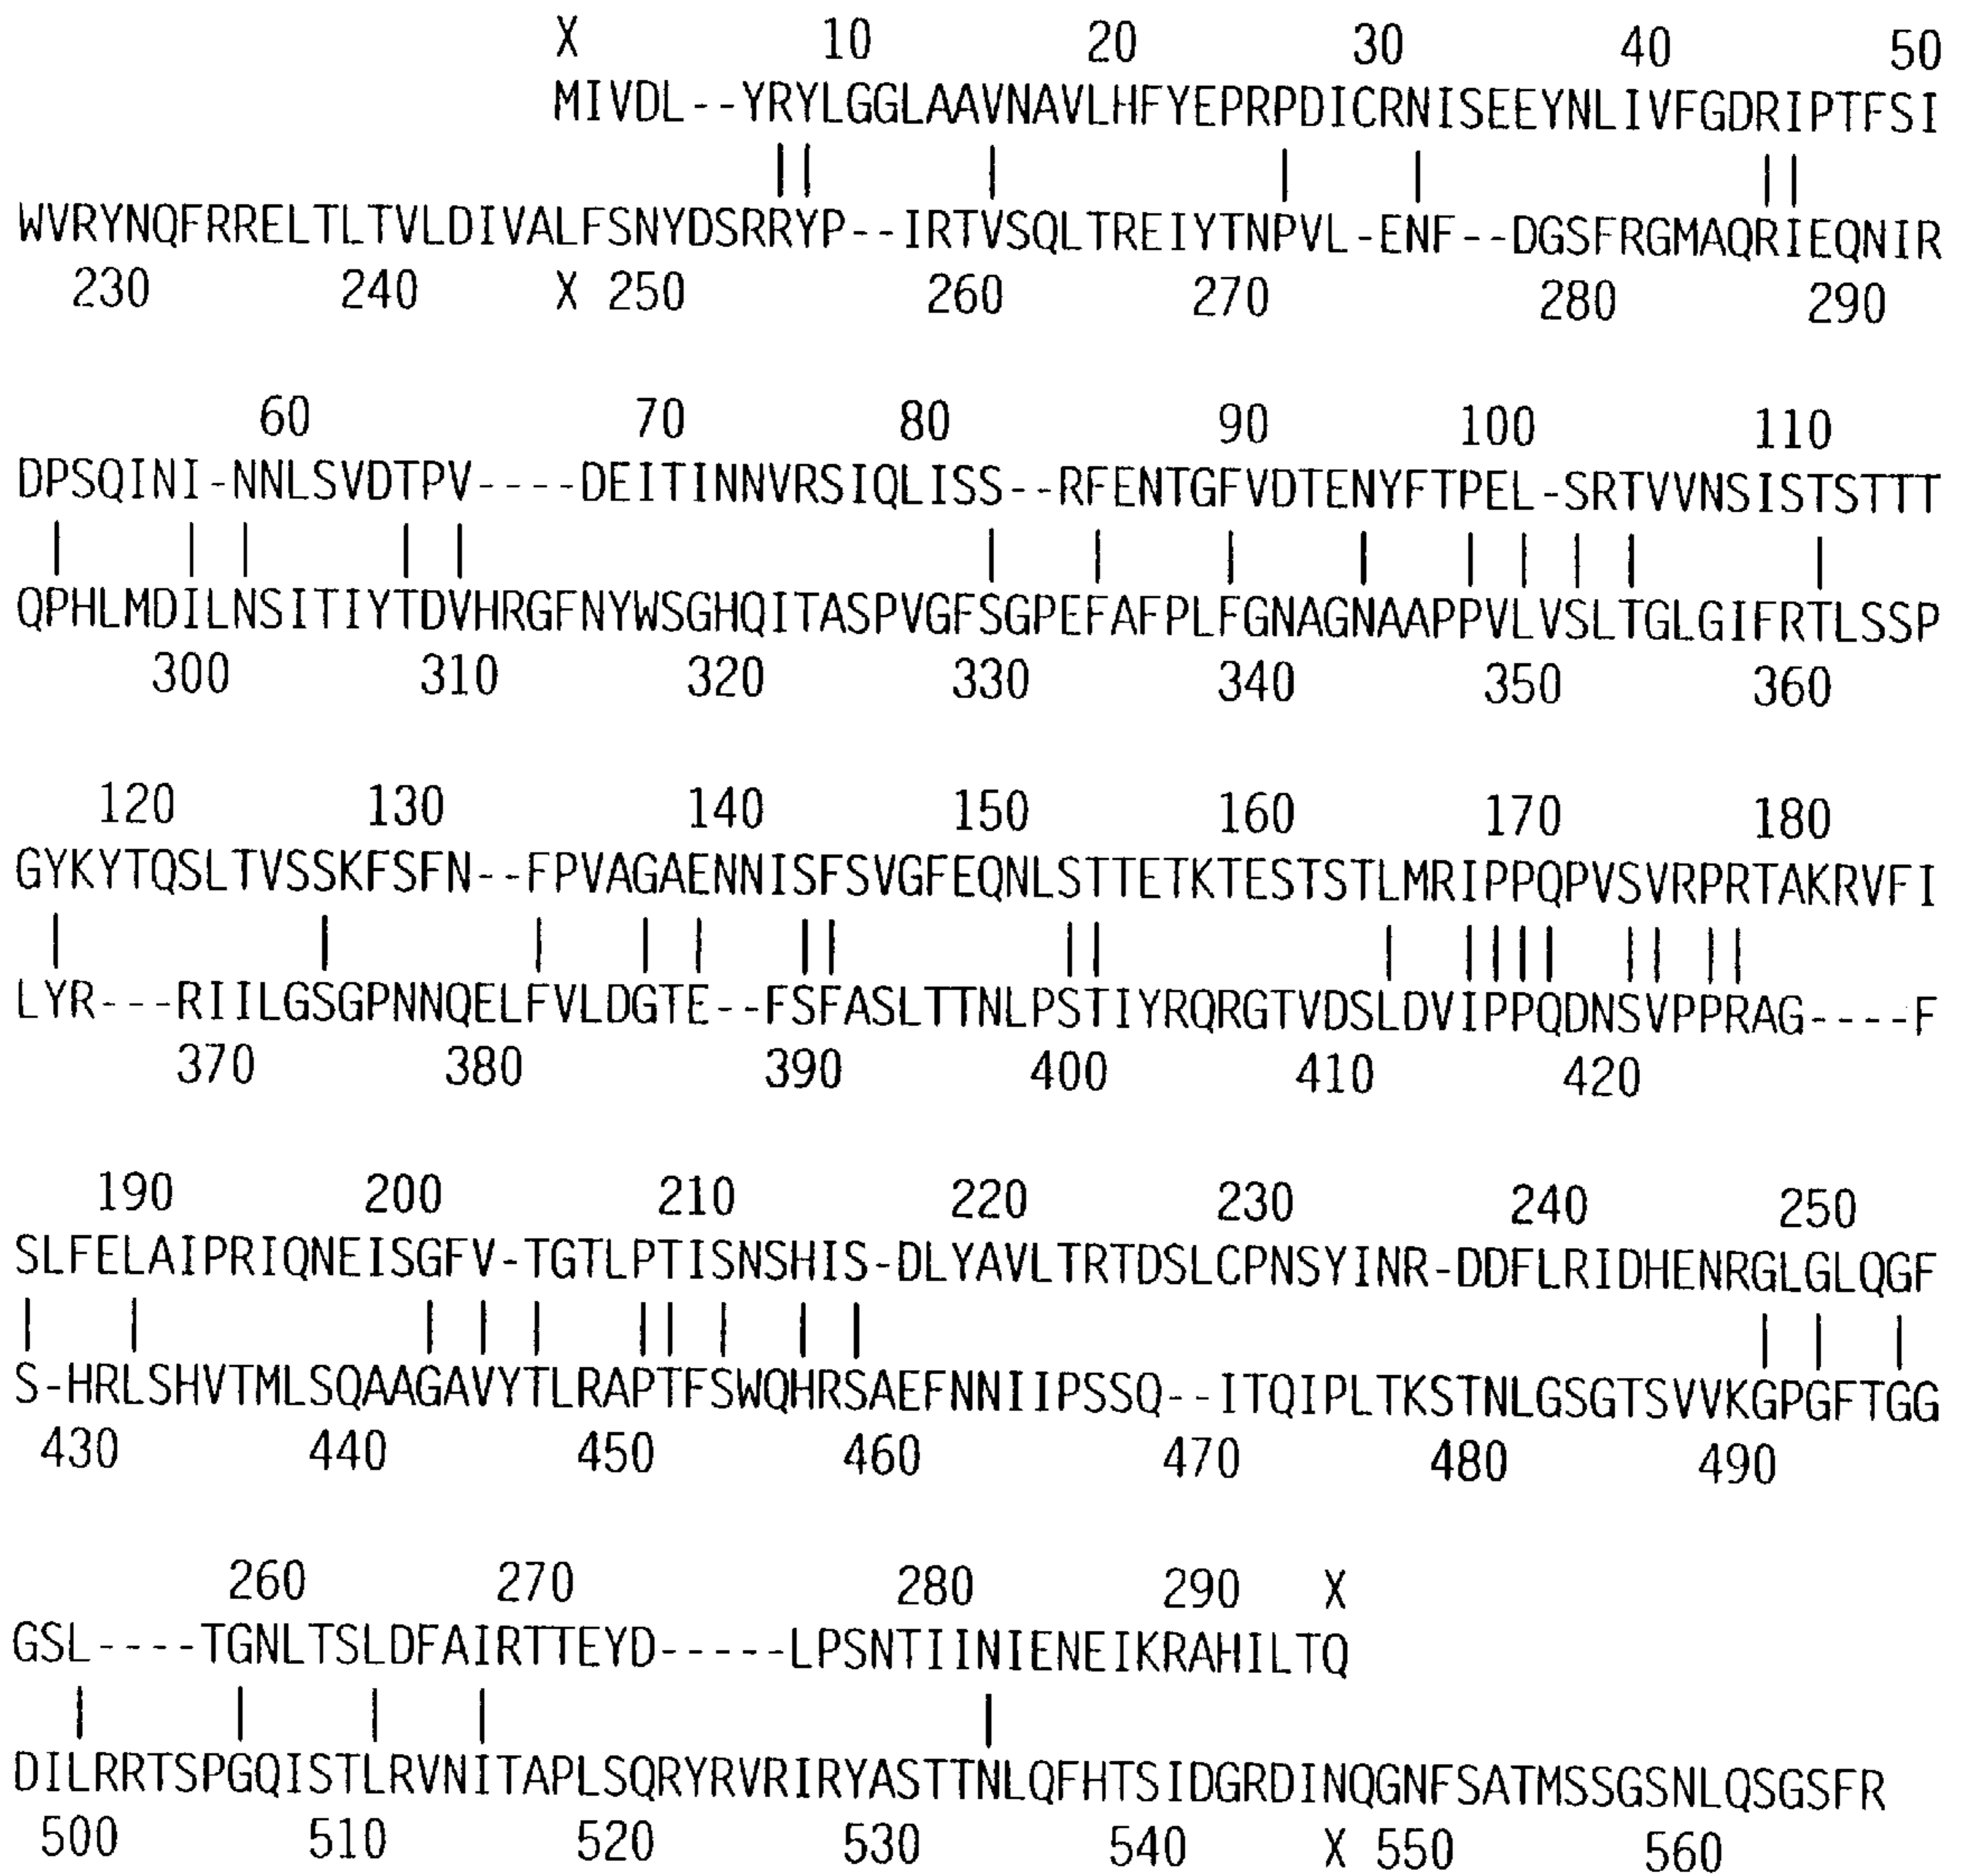 X 10 20 30 40 50
MIVDL--YRYLGGLAAVNAVLHFYEPRPDICRNISEEYNLIVFGDRIPTFSI
|| | | | ||
WVRYNQFRRELTLTVLDIVALFSNYDSRRYP--IRTVSQLTREIYTNPVL-ENF--DGSFRGMAQRIEQNIR
230 240 X 250 260 270 280 290
60 70 80 90 100 110
DPSQINI-NNLSVDTPV----DEITINNVRSIQLISS--RFENTGFVDTENYFTPEL-SRTVVNSISTSTTT
| | | | | | | | | | | | | |
QPHLMDILNSITIYTDVHRGFNYWSGHQITASPVGFSGPEFAFPLFGNAGNAAPPVLVSLTGLGIFRTLSSP
300 310 320 330 340 350 360
120 130 140 150 160 170 180
GYKYTQSLTVSSKFSFN--FPVAGAENNISFSVGFEQNLSTTETKTESTSTLMRIPPQPVSVRPRTAKRVFI
| | | | | || || | |||| || ||
LYR---RIILGSGPNNQELFVLDGTE--FSFASLTTNLPSTIYRQRGTVDSLDVIPPQDNSVPPRAG----F
370 380 390 400 410 420
190 200 210 220 230 240 250
SLFELAIPRIQNEISGFV-TGTLPTISNSHIS-DLYAVLTRTDSLCPNSYINR-DDFLRIDHENRGLGLQGF
| | | | | || | | | | | |
S-HRLSHVTMLSQAAGAVYTLRAPTFSWQHRSAEFNNIIPSSQ--ITQIPLTKSTNLGSGTSVVKGPGFTGG
430 440 450 460 470 480 490
260 270 280 290 X
GSL----TGNLTSLDFAIRTTEYD-----LPSNTIINIENEIKRAHILTQ
| | | | |
DILRRTSPGQISTLRVNITAPLSQRYRVRIRYASTTNLQFHTSIDGRDINQGNFSATMSSGSNLQSGSFR
500 510 520 530 540 X 550 560